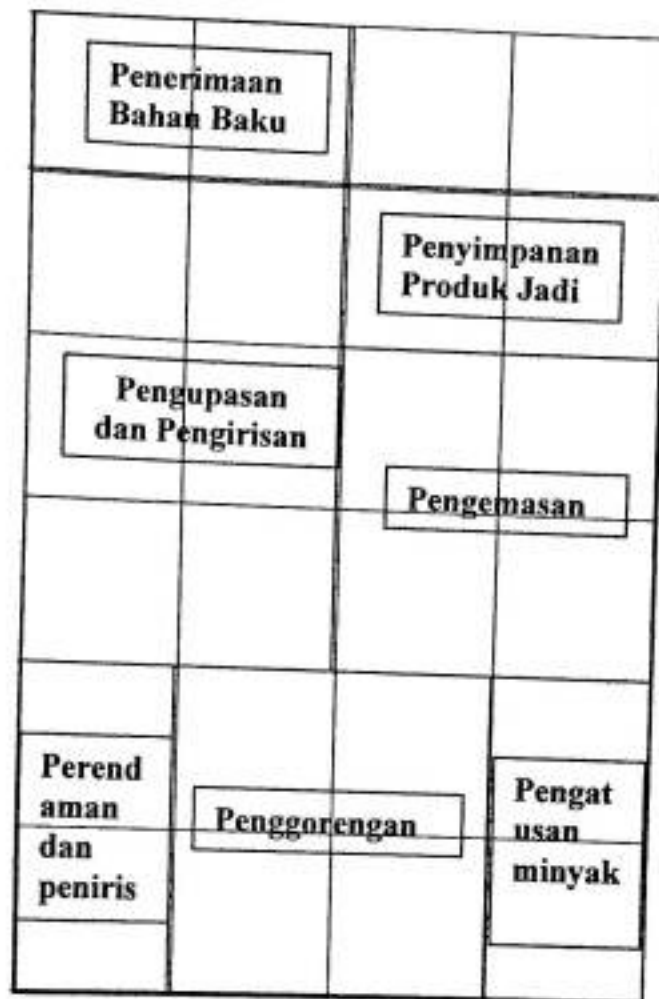 Penerimaan
Bahan Baku
Penyimpanan
Produk Jadi
Pengupasan
dan Pengirisan
Pengemasan
Perend
aman
dan
peniris
Penggorengan
Pengat
usan
minyak